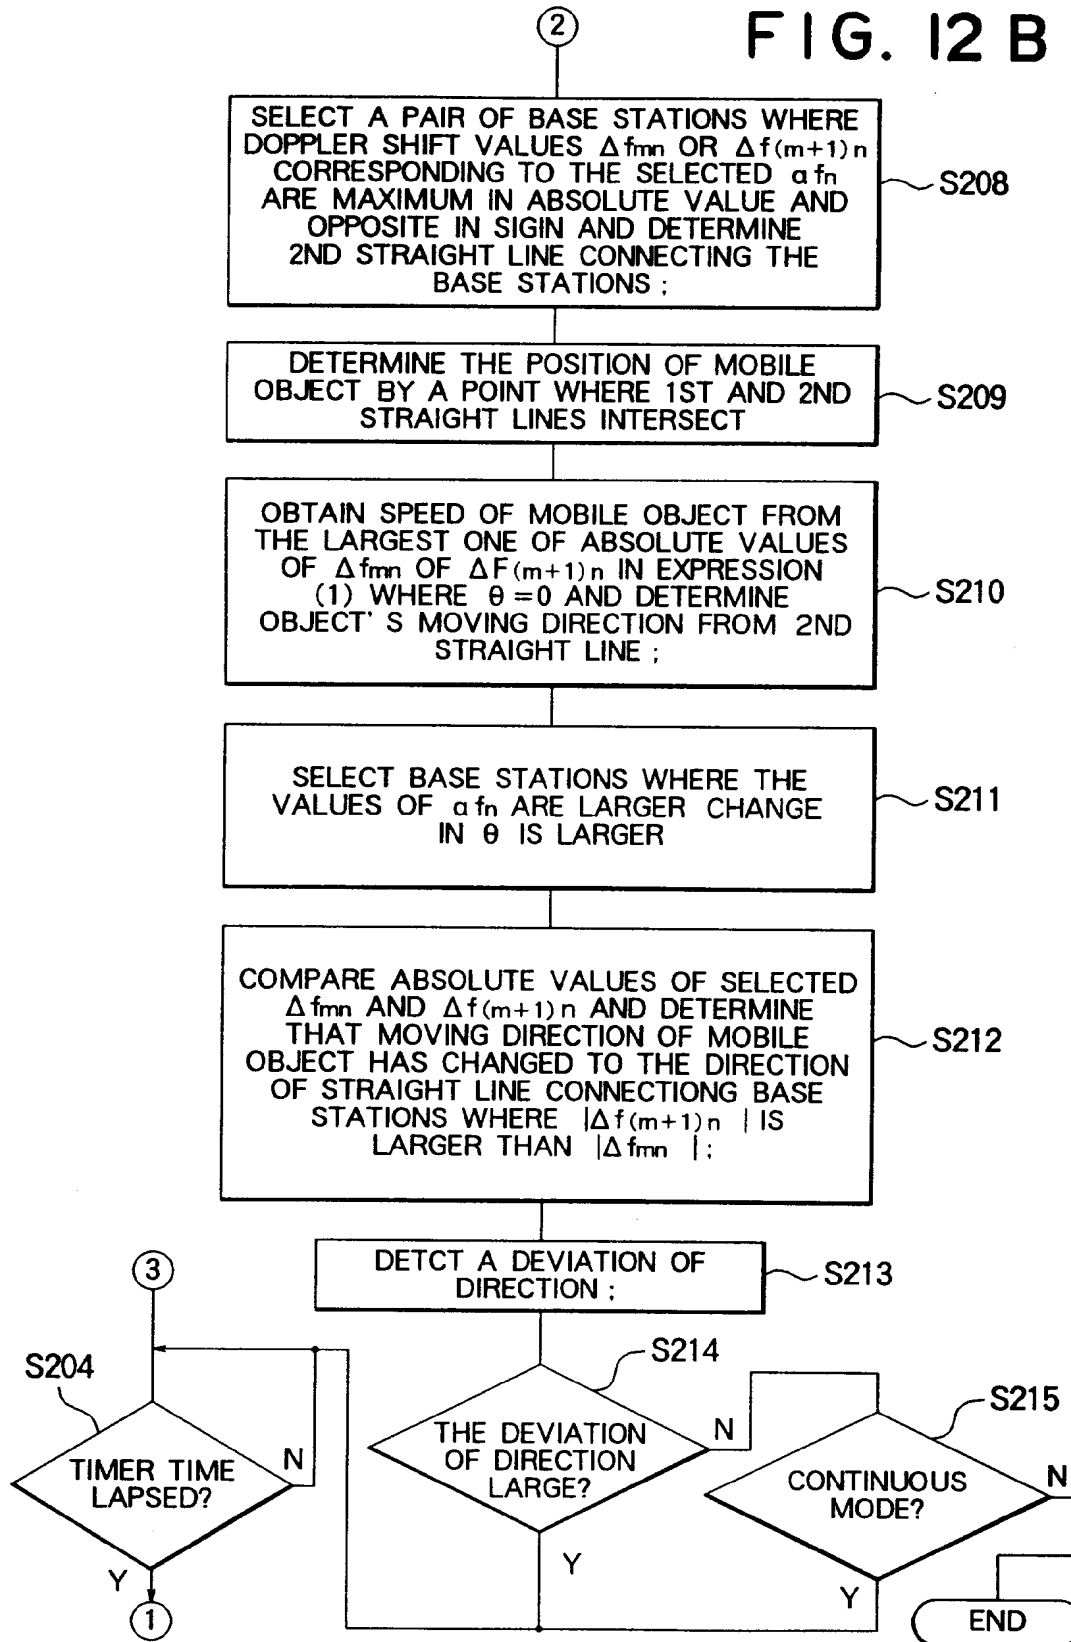 FIG. 12 B
2
SELECT A PAIR OF BASE STATIONS WHERE
DOPPLER SHIFT VALUES Δfmn OR Δf(m+1)n
CORRESPONDING TO THE SELECTED αfn
ARE MAXIMUM IN ABSOLUTE VALUE AND
OPPOSITE IN SIGIN AND DETERMINE
2ND STRAIGHT LINE CONNECTING THE
BASE STATIONS ;
S208
DETERMINE THE POSITION OF MOBILE
OBJECT BY A POINT WHERE 1ST AND 2ND
STRAIGHT LINES INTERSECT
S209
OBTAIN SPEED OF MOBILE OBJECT FROM
THE LARGEST ONE OF ABSOLUTE VALUES
OF Δfmn OF ΔF(m+1)n IN EXPRESSION
(1) WHERE θ=0 AND DETERMINE
OBJECT' S MOVING DIRECTION FROM 2ND
STRAIGHT LINE ;
S210
SELECT BASE STATIONS WHERE THE
VALUES OF αfn ARE LARGER CHANGE
IN θ IS LARGER
S211
COMPARE ABSOLUTE VALUES OF SELECTED
Δfmn AND Δf(m+1)n AND DETERMINE
THAT MOVING DIRECTION OF MOBILE
OBJECT HAS CHANGED TO THE DIRECTION
OF STRAIGHT LINE CONNECTIONG BASE
STATIONS WHERE |Δf(m+1)n | IS
LARGER THAN |Δfmn | ;
S212
DETCT A DEVIATION OF
DIRECTION ;
S213
3
S204
TIMER TIME
LAPSED?
N
Y
1
S214
THE DEVIATION
OF DIRECTION
LARGE?
N
Y
S215
CONTINUOUS
MODE?
N
Y
END